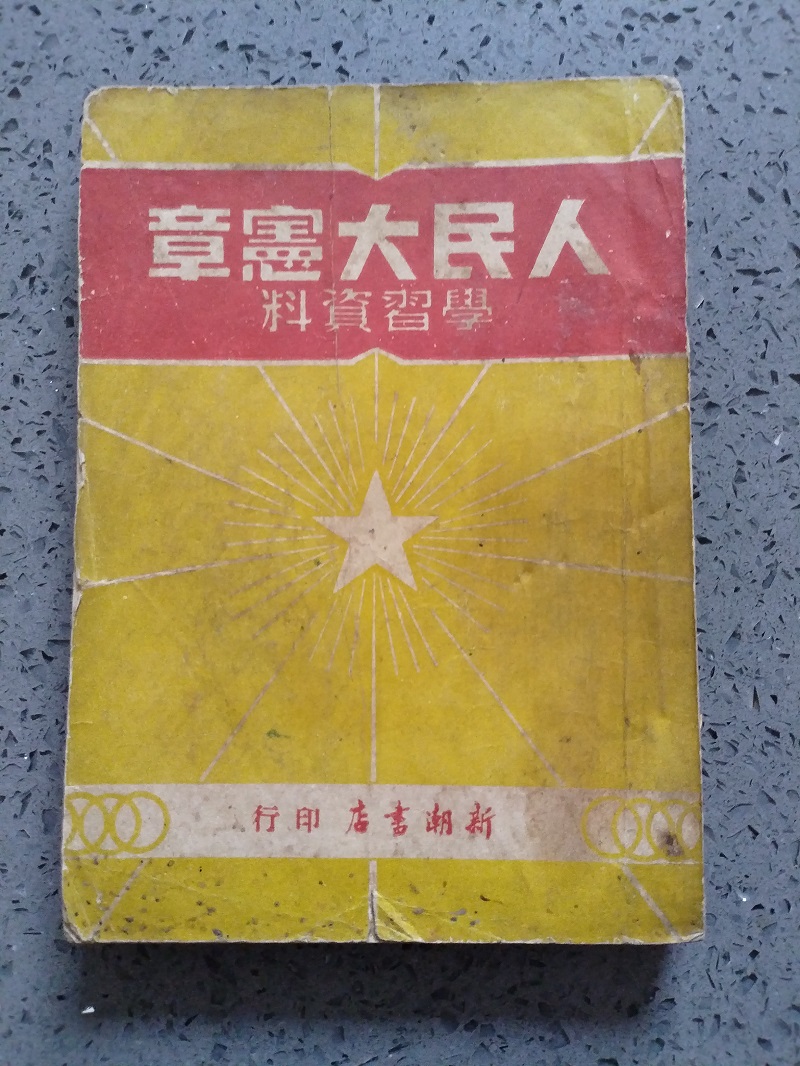 人民大憲章
學習資料
新潮書店 印行